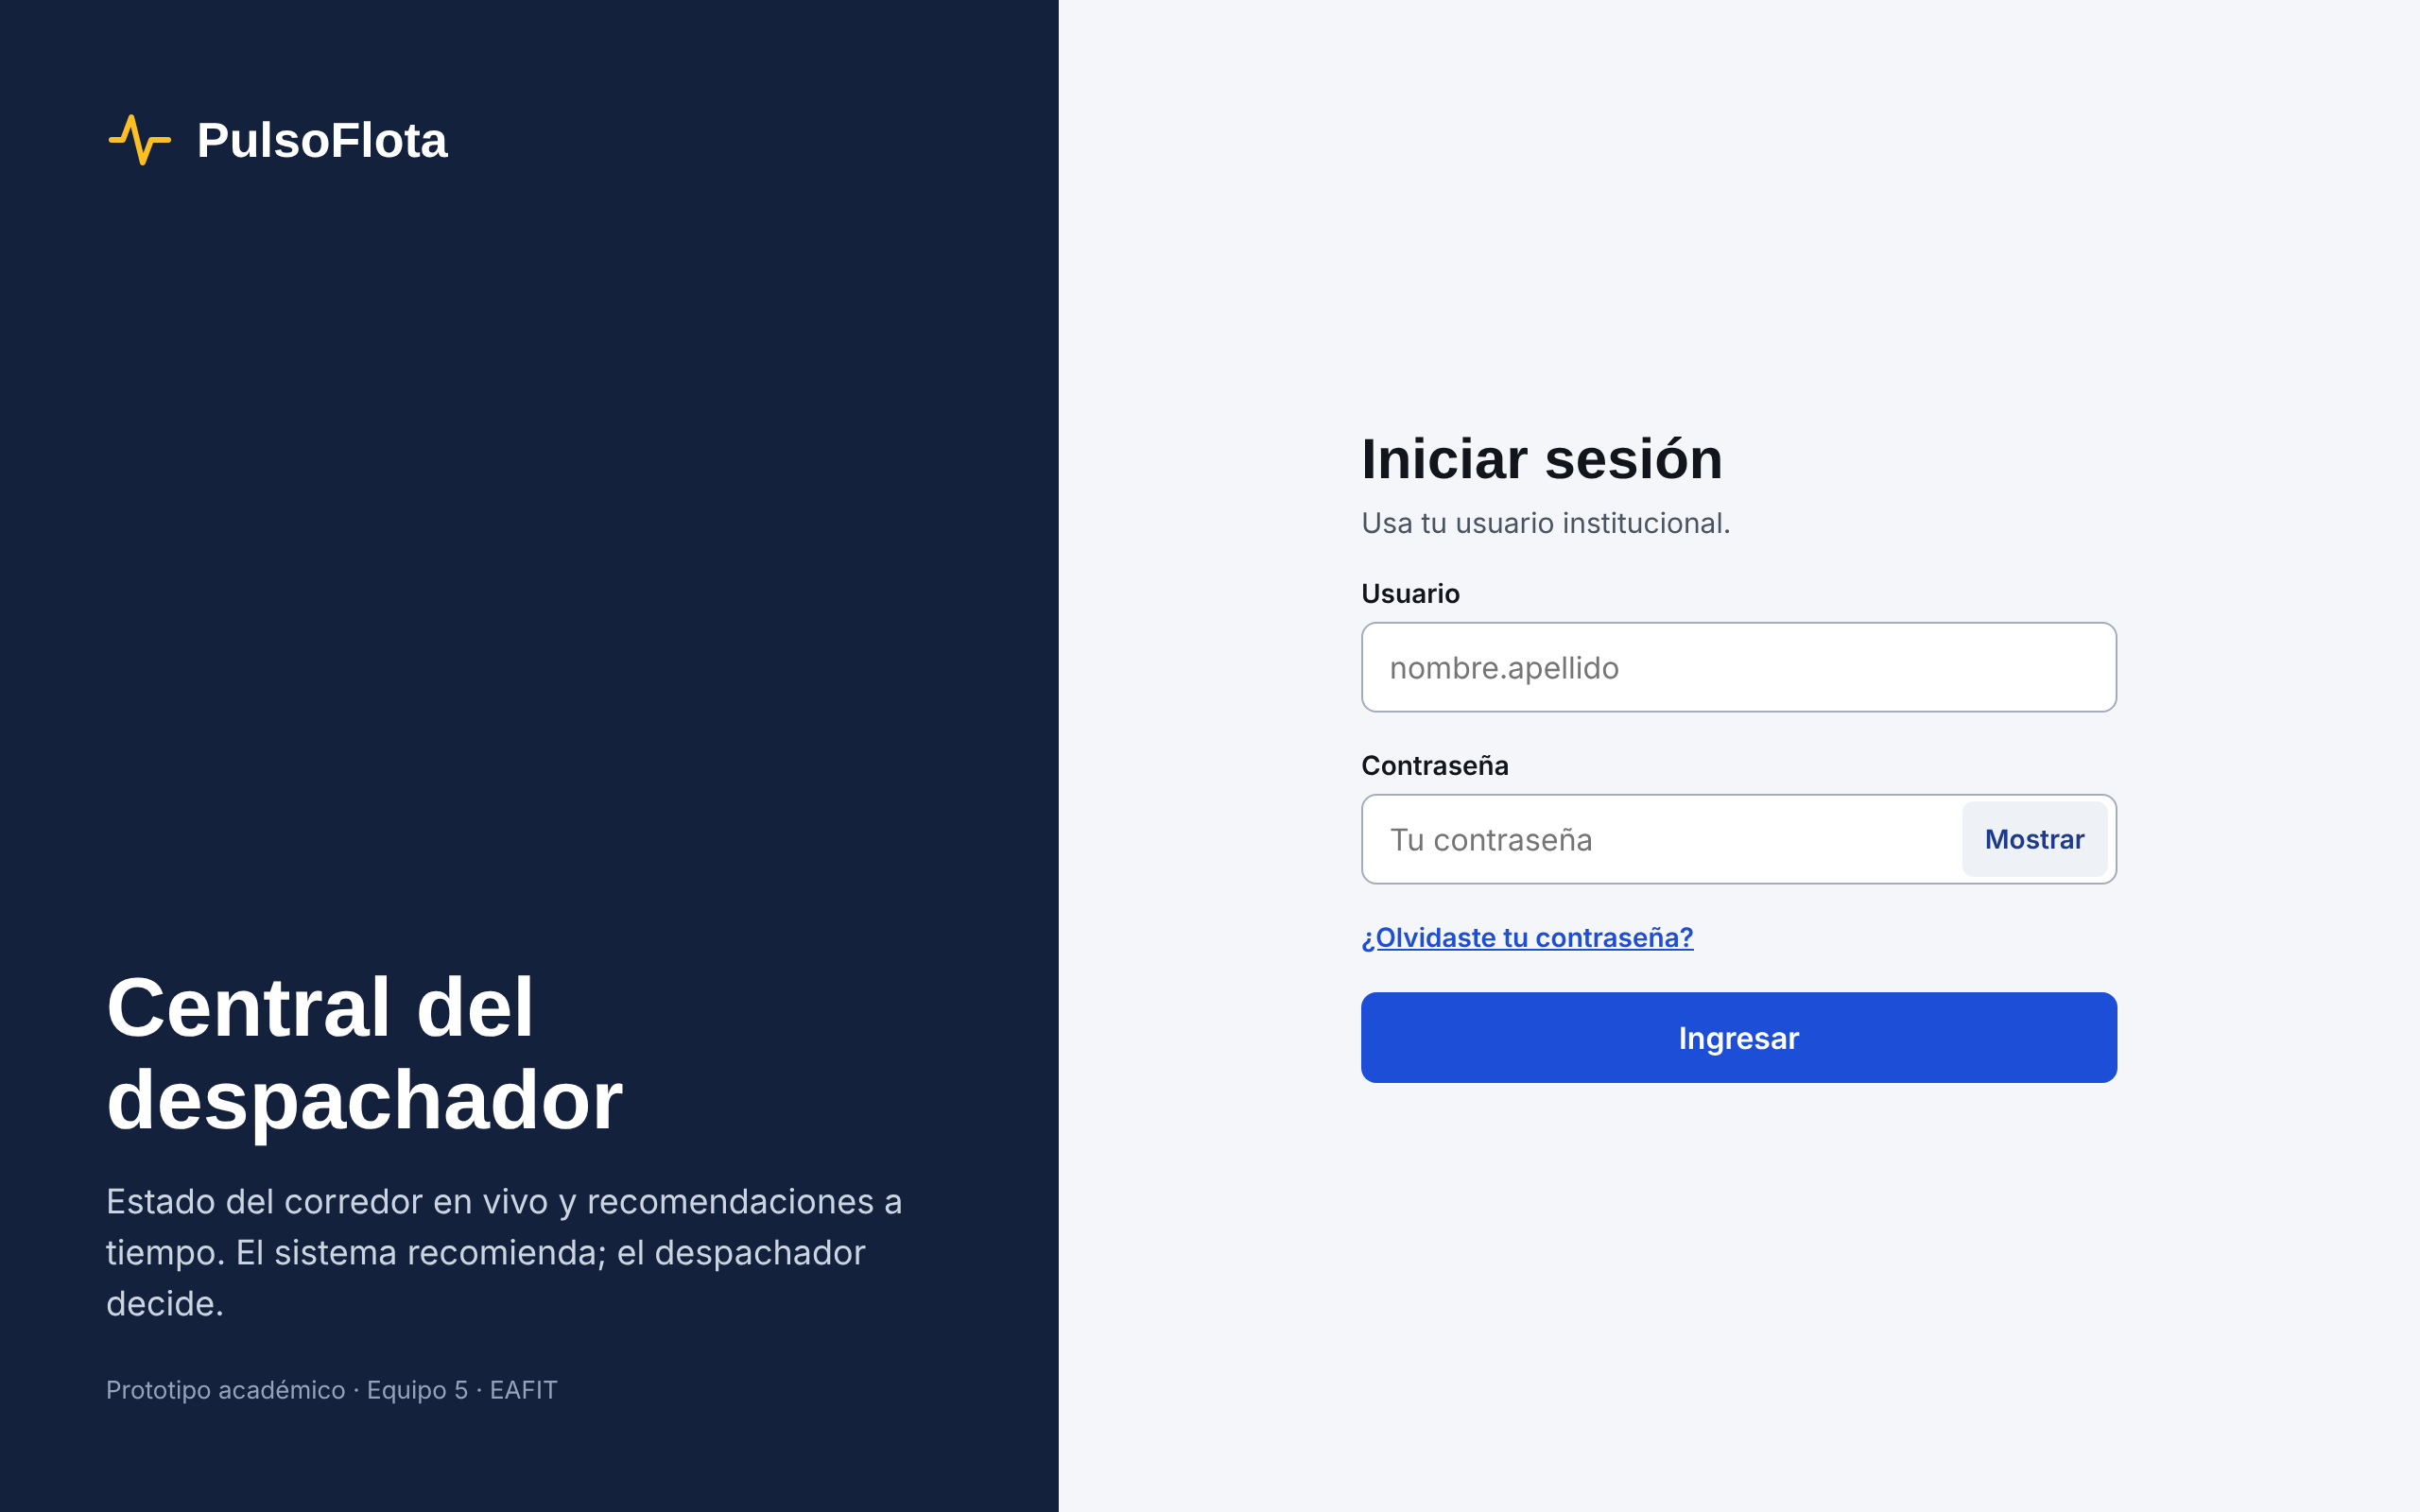 PulsoFlota
Central del
despachador
Estado del corredor en vivo y recomendaciones a
tiempo. El sistema recomienda; el despachador
decide.
Prototipo académico · Equipo 5 · EAFIT
Iniciar sesión
Usa tu usuario institucional.
Usuario
nombre.apellido
Contraseña
Tu contraseña
Mostrar
¿Olvidaste tu contraseña?
Ingresar